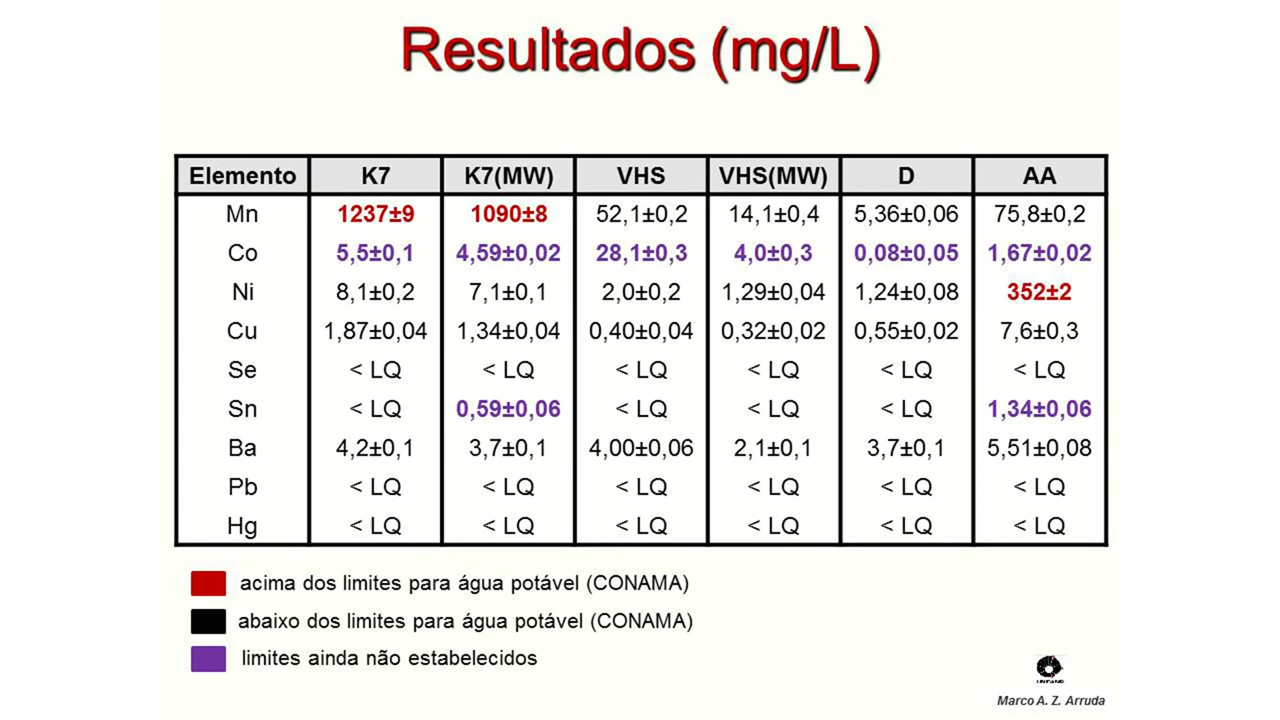 Resultados (mg/L)
Elemento K7 K7(MW) VHS VHS(MW) D AA
Mn 1237±9 1090±8 52,1±0,2 14,1±0,4 5,36±0,06 75,8±0,2
Co 5,5±0,1 4,59±0,02 28,1±0,3 4,0±0,3 0,08±0,05 1,67±0,02
Ni 8,1±0,2 7,1±0,1 2,0±0,2 1,29±0,04 1,24±0,08 352±2
Cu 1,87±0,04 1,34±0,04 0,40±0,04 0,32±0,02 0,55±0,02 7,6±0,3
Se < LQ < LQ < LQ < LQ < LQ < LQ
Sn < LQ 0,59±0,06 < LQ < LQ < LQ 1,34±0,06
Ba 4,2±0,1 3,7±0,1 4,00±0,06 2,1±0,1 3,7±0,1 5,51±0,08
Pb < LQ < LQ < LQ < LQ < LQ < LQ
Hg < LQ < LQ < LQ < LQ < LQ < LQ
acima dos limites para água potável (CONAMA)
abaixo dos limites para água potável (CONAMA)
limites ainda não estabelecidos
UNICAMP
Marco A. Z. Arruda